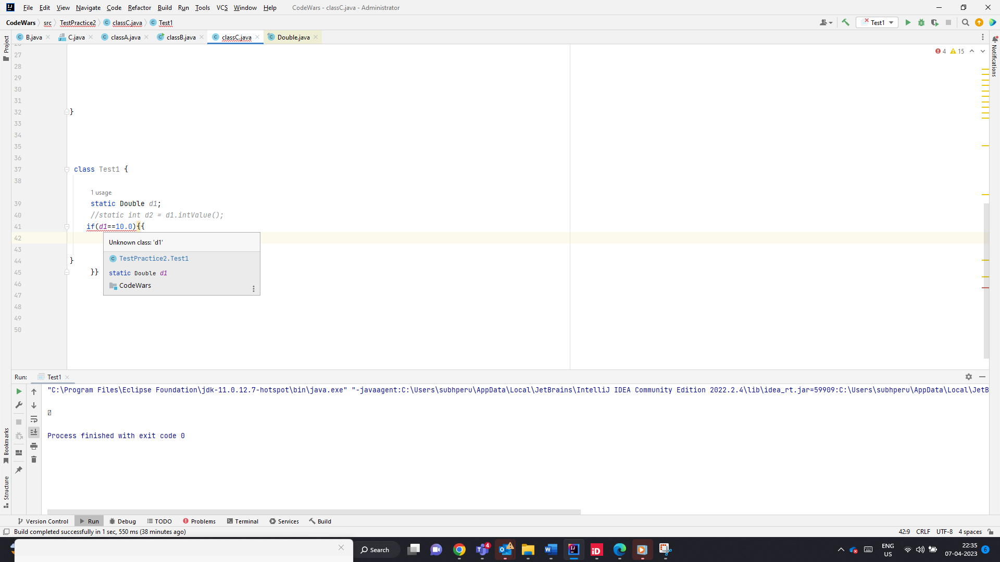 File Edit View Navigate Code Refactor Build Run Tools VCS Window Help CodeWars - classC.java - Administrator
CodeWars src TestPractice2 classC.java Test1 Test1
B.java C.java classA.java classB.java classC.java Double.java
Project
Notifications
4 15
27
28
29
30
31
32 }
33
34
35
36
37 class Test1 {
38
1 usage
39 static Double d1;
40 //static int d2 = d1.intValue();
41 if(d1==10.0){{
42
Unknown class: 'd1'
43
TestPractice2.Test1
44 }
45 }}
static Double d1
46
CodeWars
47
48
49
50
Run: Test1
"C:\Program Files\Eclipse Foundation\jdk-11.0.12.7-hotspot\bin\java.exe" "-javaagent:C:\Users\subhperu\AppData\Local\JetBrains\IntelliJ IDEA Community Edition 2022.2.4\lib\idea_rt.jar=59909:C:\Users\subhperu\AppData\Local\JetB
Process finished with exit code 0
Bookmarks
Structure
Version Control Run Debug TODO Problems Terminal Services Build
Build completed successfully in 1 sec, 550 ms (38 minutes ago) 42:9 CRLF UTF-8 4 spaces
Search 4 ENG US 22:35 07-04-2023 6